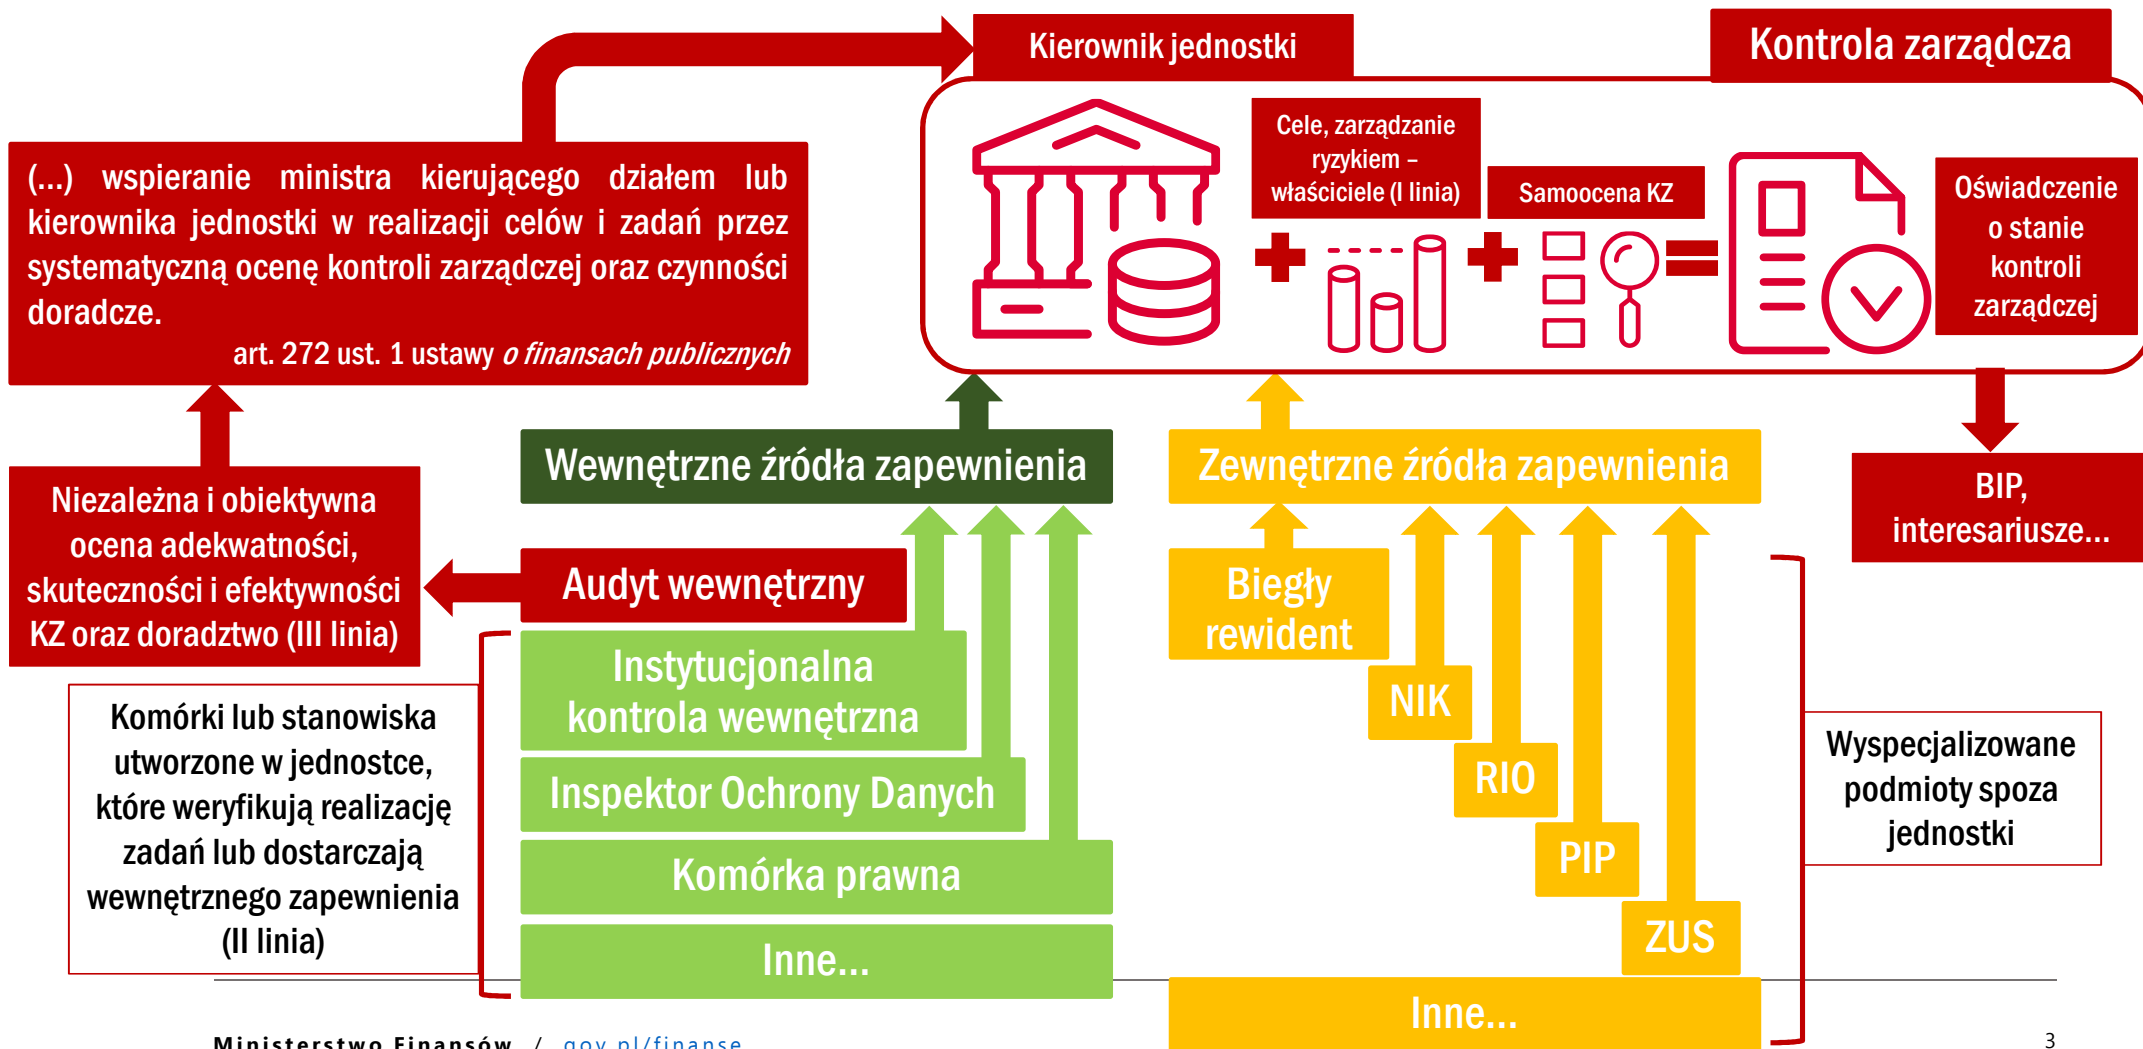 Kierownik jednostki
Kontrola zarządcza
(...) wspieranie ministra kierującego działem lub
kierownika jednostki w realizacji celów i zadań przez
systematyczną ocenę kontroli zarządczej oraz czynności
doradcze.
art. 272 ust. 1 ustawy o finansach publicznych
Cele, zarządzanie
ryzykiem –
właściciele (I linia)
Samoocena KZ
Oświadczenie
o stanie
kontroli
zarządczej
Niezależna i obiektywna
ocena adekwatności,
skuteczności i efektywności
KZ oraz doradztwo (III linia)
Wewnętrzne źródła zapewnienia
Zewnętrzne źródła zapewnienia
BIP,
interesariusze...
Audyt wewnętrzny
Instytucjonalna
kontrola wewnętrzna
Inspektor Ochrony Danych
Komórka prawna
Inne...
Komórki lub stanowiska
utworzone w jednostce,
które weryfikują realizację
zadań lub dostarczają
wewnętrznego zapewnienia
(II linia)
Biegły
rewident
NIK
RIO
PIP
ZUS
Inne...
Wyspecjalizowane
podmioty spoza
jednostki
Ministerstwo Finansów / gov.pl/finanse
3